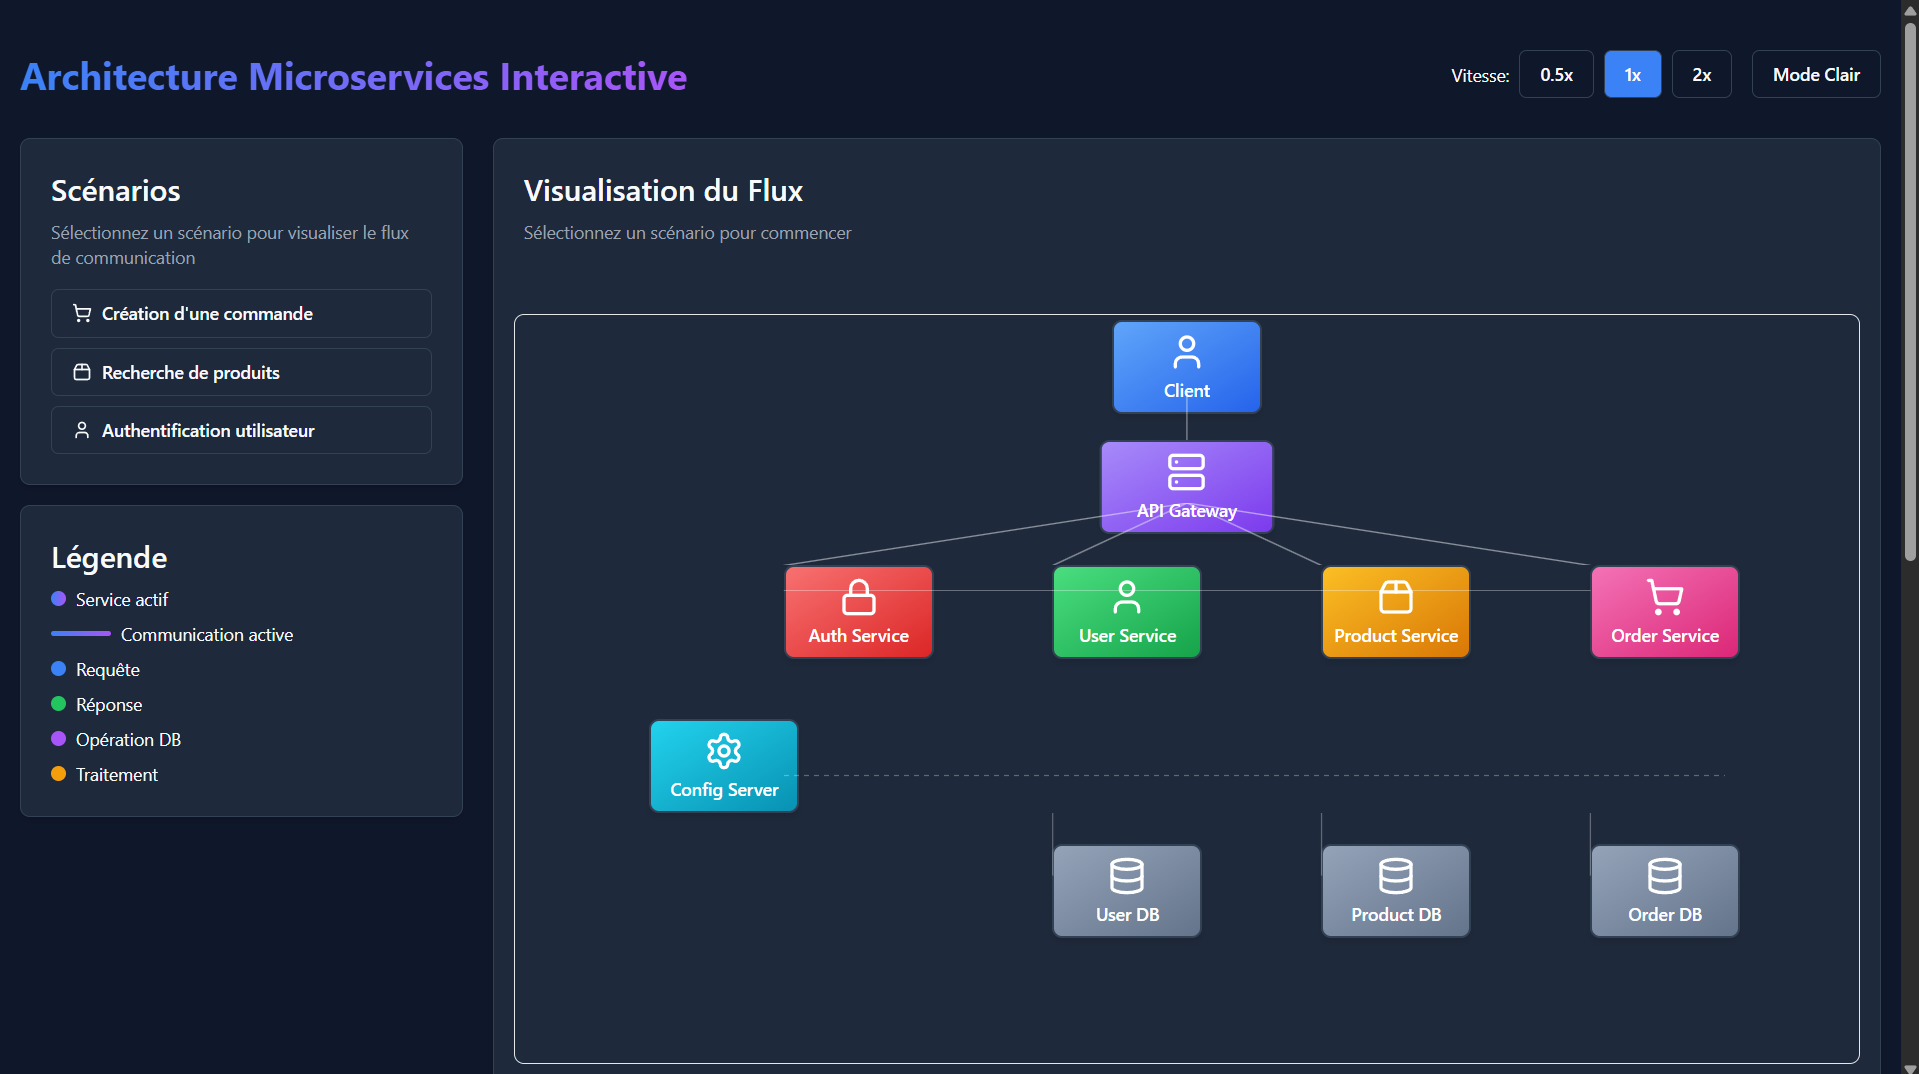 Architecture Microservices Interactive
Vitesse:
0.5x
1x
2x
Mode Clair
Scénarios
Sélectionnez un scénario pour visualiser le flux
de communication
Création d'une commande
Recherche de produits
Authentification utilisateur
Légende
Service actif
Communication active
Requête
Réponse
Opération DB
Traitement
Visualisation du Flux
Sélectionnez un scénario pour commencer
Client
API Gateway
Auth Service
User Service
Product Service
Order Service
Config Server
User DB
Product DB
Order DB